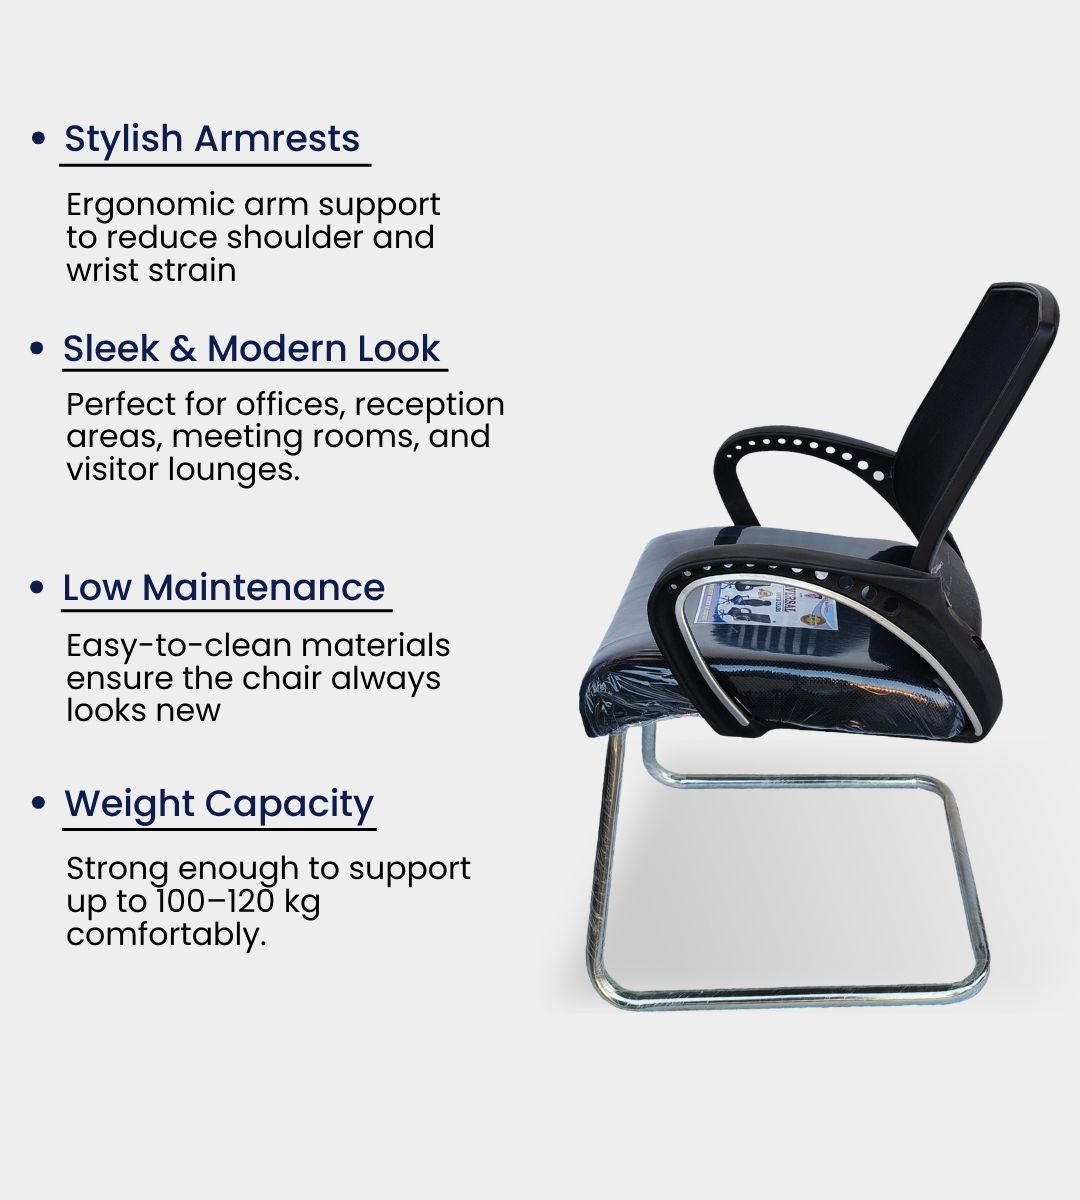 • Stylish Armrests
Ergonomic arm support
to reduce shoulder and
wrist strain
• Sleek & Modern Look
Perfect for offices, reception
areas, meeting rooms, and
visitor lounges.
• Low Maintenance
Easy-to-clean materials
ensure the chair always
looks new
• Weight Capacity
Strong enough to support
up to 100–120 kg
comfortably.